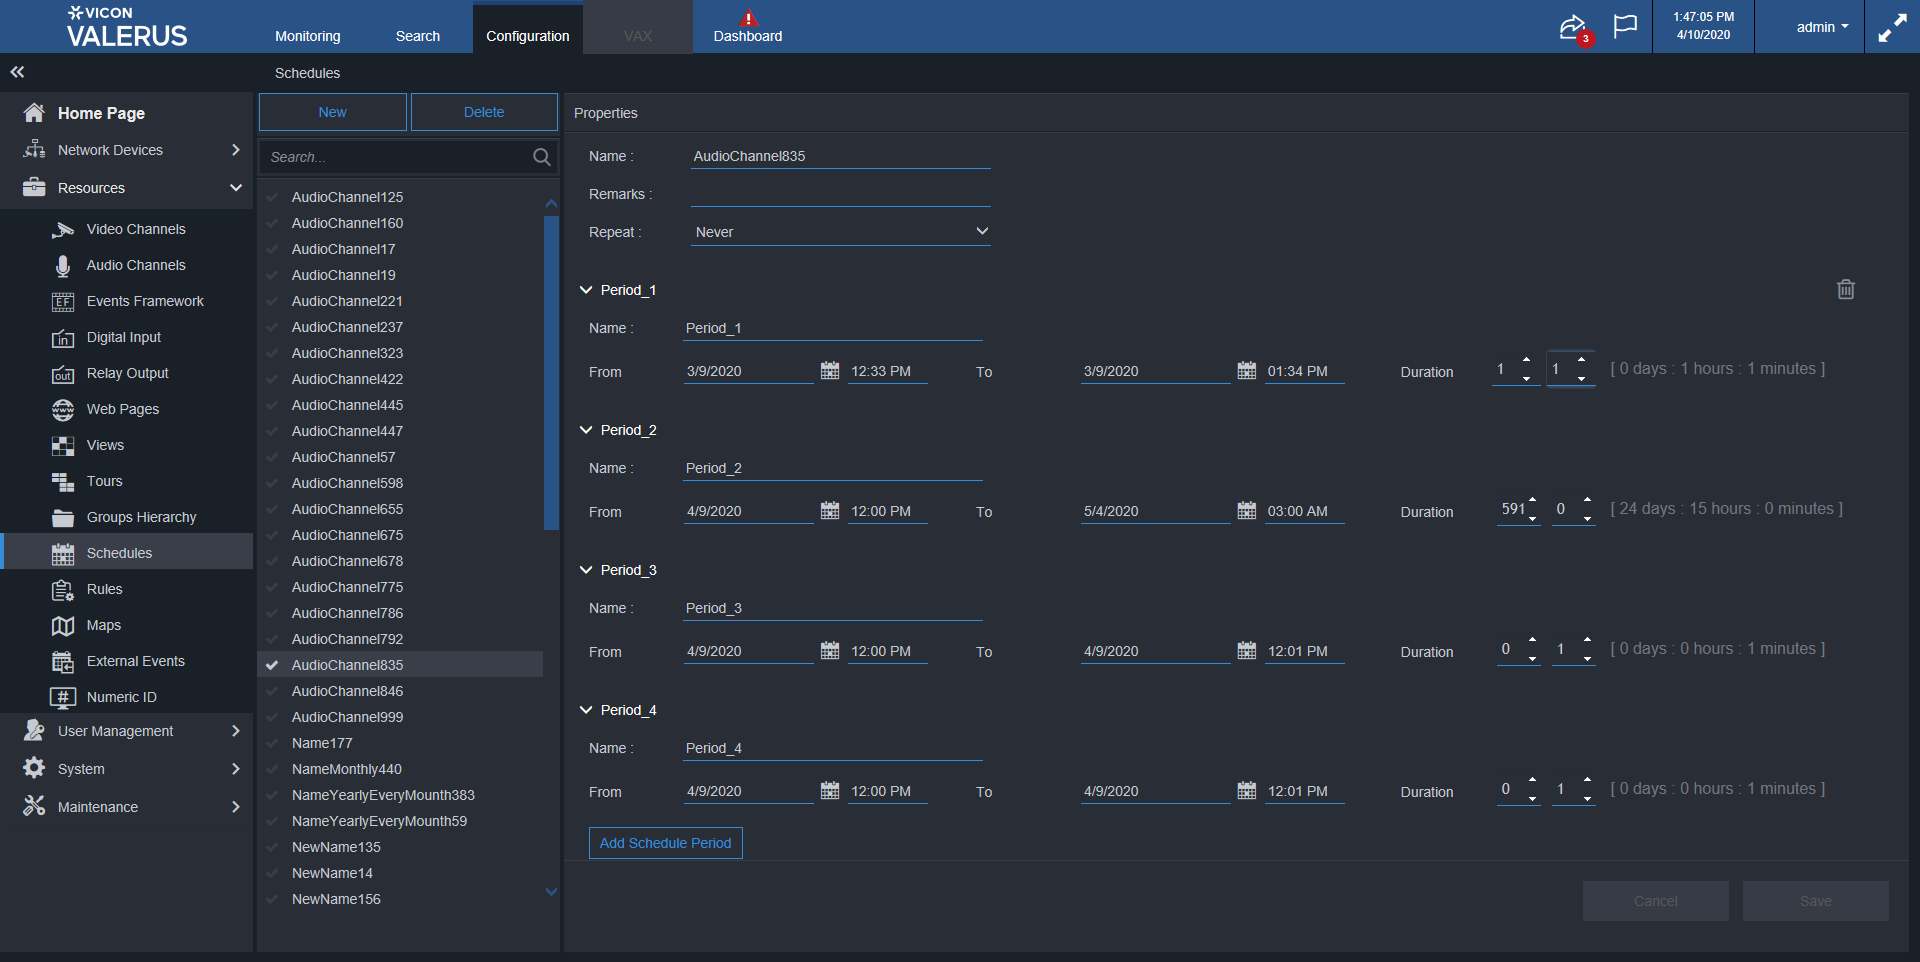 VICON
VALERUS
Monitoring
Search
Configuration
VAX
Dashboard
3
1:47:05 PM
4/10/2020
admin
Schedules
Home Page
Network Devices
Resources
Video Channels
Audio Channels
EF
Events Framework
in
Digital Input
out
Relay Output
www
Web Pages
Views
Tours
Groups Hierarchy
Schedules
Rules
Maps
External Events
#
Numeric ID
User Management
System
Maintenance
New
Delete
Search...
AudioChannel125
AudioChannel160
AudioChannel17
AudioChannel19
AudioChannel221
AudioChannel237
AudioChannel323
AudioChannel422
AudioChannel445
AudioChannel447
AudioChannel57
AudioChannel598
AudioChannel655
AudioChannel675
AudioChannel678
AudioChannel775
AudioChannel786
AudioChannel792
AudioChannel835
AudioChannel846
AudioChannel999
Name177
NameMonthly440
NameYearlyEveryMounth383
NameYearlyEveryMounth59
NewName135
NewName14
NewName156
Properties
Name : AudioChannel835
Remarks :
Repeat : Never
Period_1
Name : Period_1
From 3/9/2020 12:33 PM To 3/9/2020 01:34 PM Duration 1 1 [ 0 days : 1 hours : 1 minutes ]
Period_2
Name : Period_2
From 4/9/2020 12:00 PM To 5/4/2020 03:00 AM Duration 591 0 [ 24 days : 15 hours : 0 minutes ]
Period_3
Name : Period_3
From 4/9/2020 12:00 PM To 4/9/2020 12:01 PM Duration 0 1 [ 0 days : 0 hours : 1 minutes ]
Period_4
Name : Period_4
From 4/9/2020 12:00 PM To 4/9/2020 12:01 PM Duration 0 1 [ 0 days : 0 hours : 1 minutes ]
Add Schedule Period
Cancel
Save